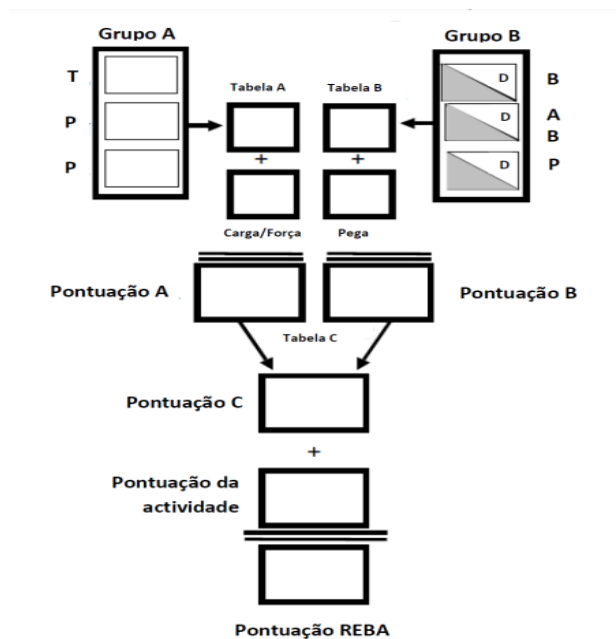 Grupo A
Grupo B
T
P
P
Tabela A
Tabela B
D
D
D
B
A
B
P
+
+
Carga/Força
Pega
Pontuação A
Pontuação B
Tabela C
Pontuação C
+
Pontuação da
actividade
Pontuação REBA